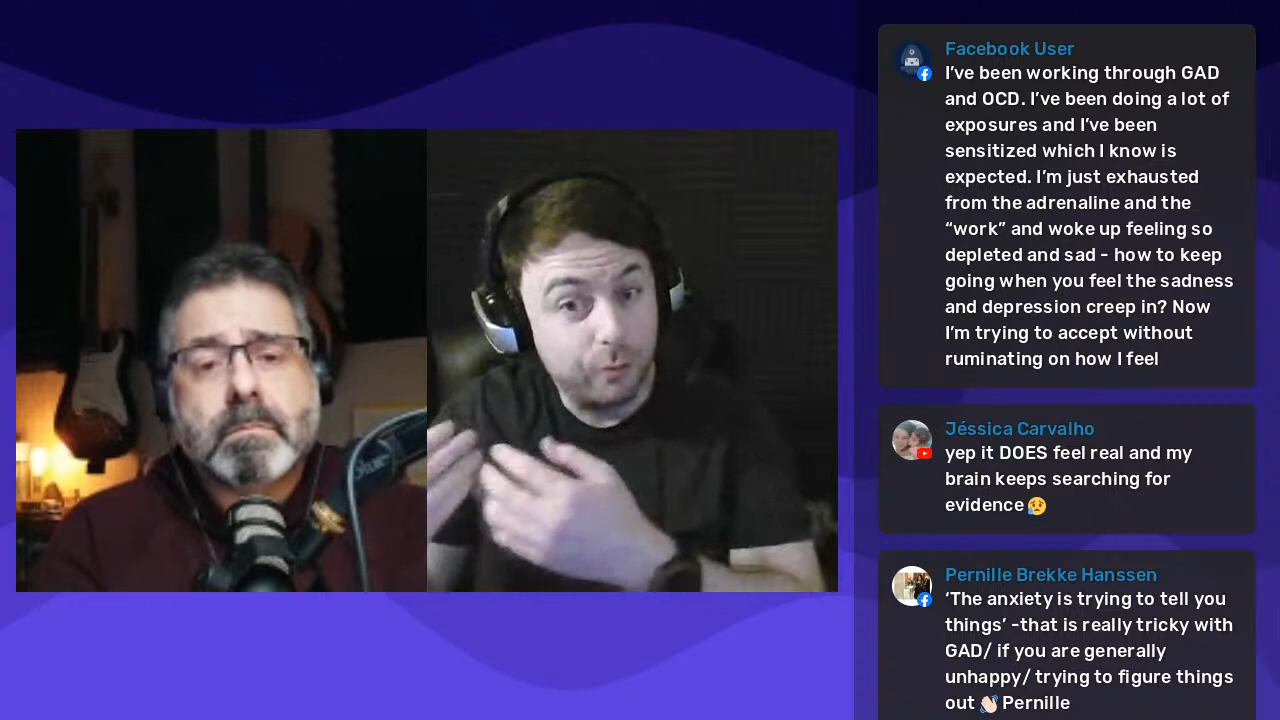 Facebook User
I’ve been working through GAD
and OCD. I’ve been doing a lot of
exposures and I’ve been
sensitized which I know is
expected. I’m just exhausted
from the adrenaline and the
“work” and woke up feeling so
depleted and sad - how to keep
going when you feel the sadness
and depression creep in? Now
I’m trying to accept without
ruminating on how I feel
Jéssica Carvalho
yep it DOES feel real and my
brain keeps searching for
evidence😥
Pernille Brekke Hanssen
‘The anxiety is trying to tell you
things’ -that is really tricky with
GAD/ if you are generally
unhappy/ trying to figure things
out 👋🏻 Pernille